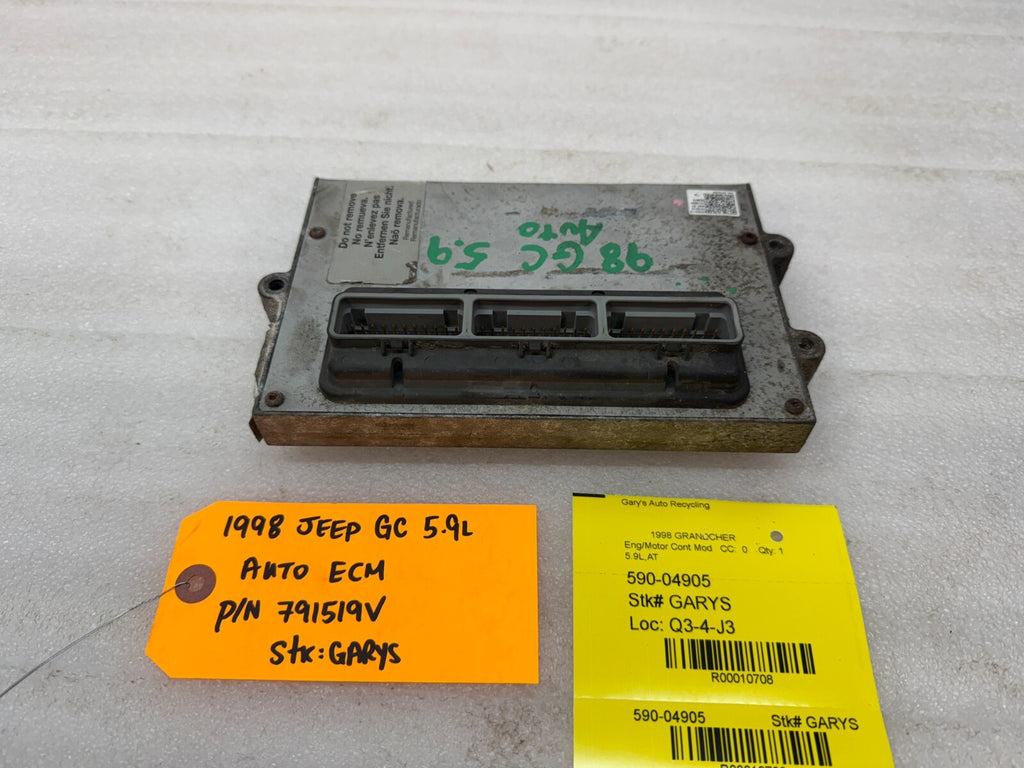 Do not remove
No remueva.
N'enlevez pas
Entfernen Sie nicht.
Naõ remova.
Remanufactured
98 GC 5.9
AUTO
1998 JEEP GC 5.9L
AUTO ECM
P/N 791519V
Stk: GARYS
Gary's Auto Recycling
1998 GRANDCHER
Eng/Motor Cont Mod CC: 0 Qty: 1
5.9L,AT
590-04905
Stk# GARYS
Loc: Q3-4-J3
R00010708
590-04905 Stk# GARYS